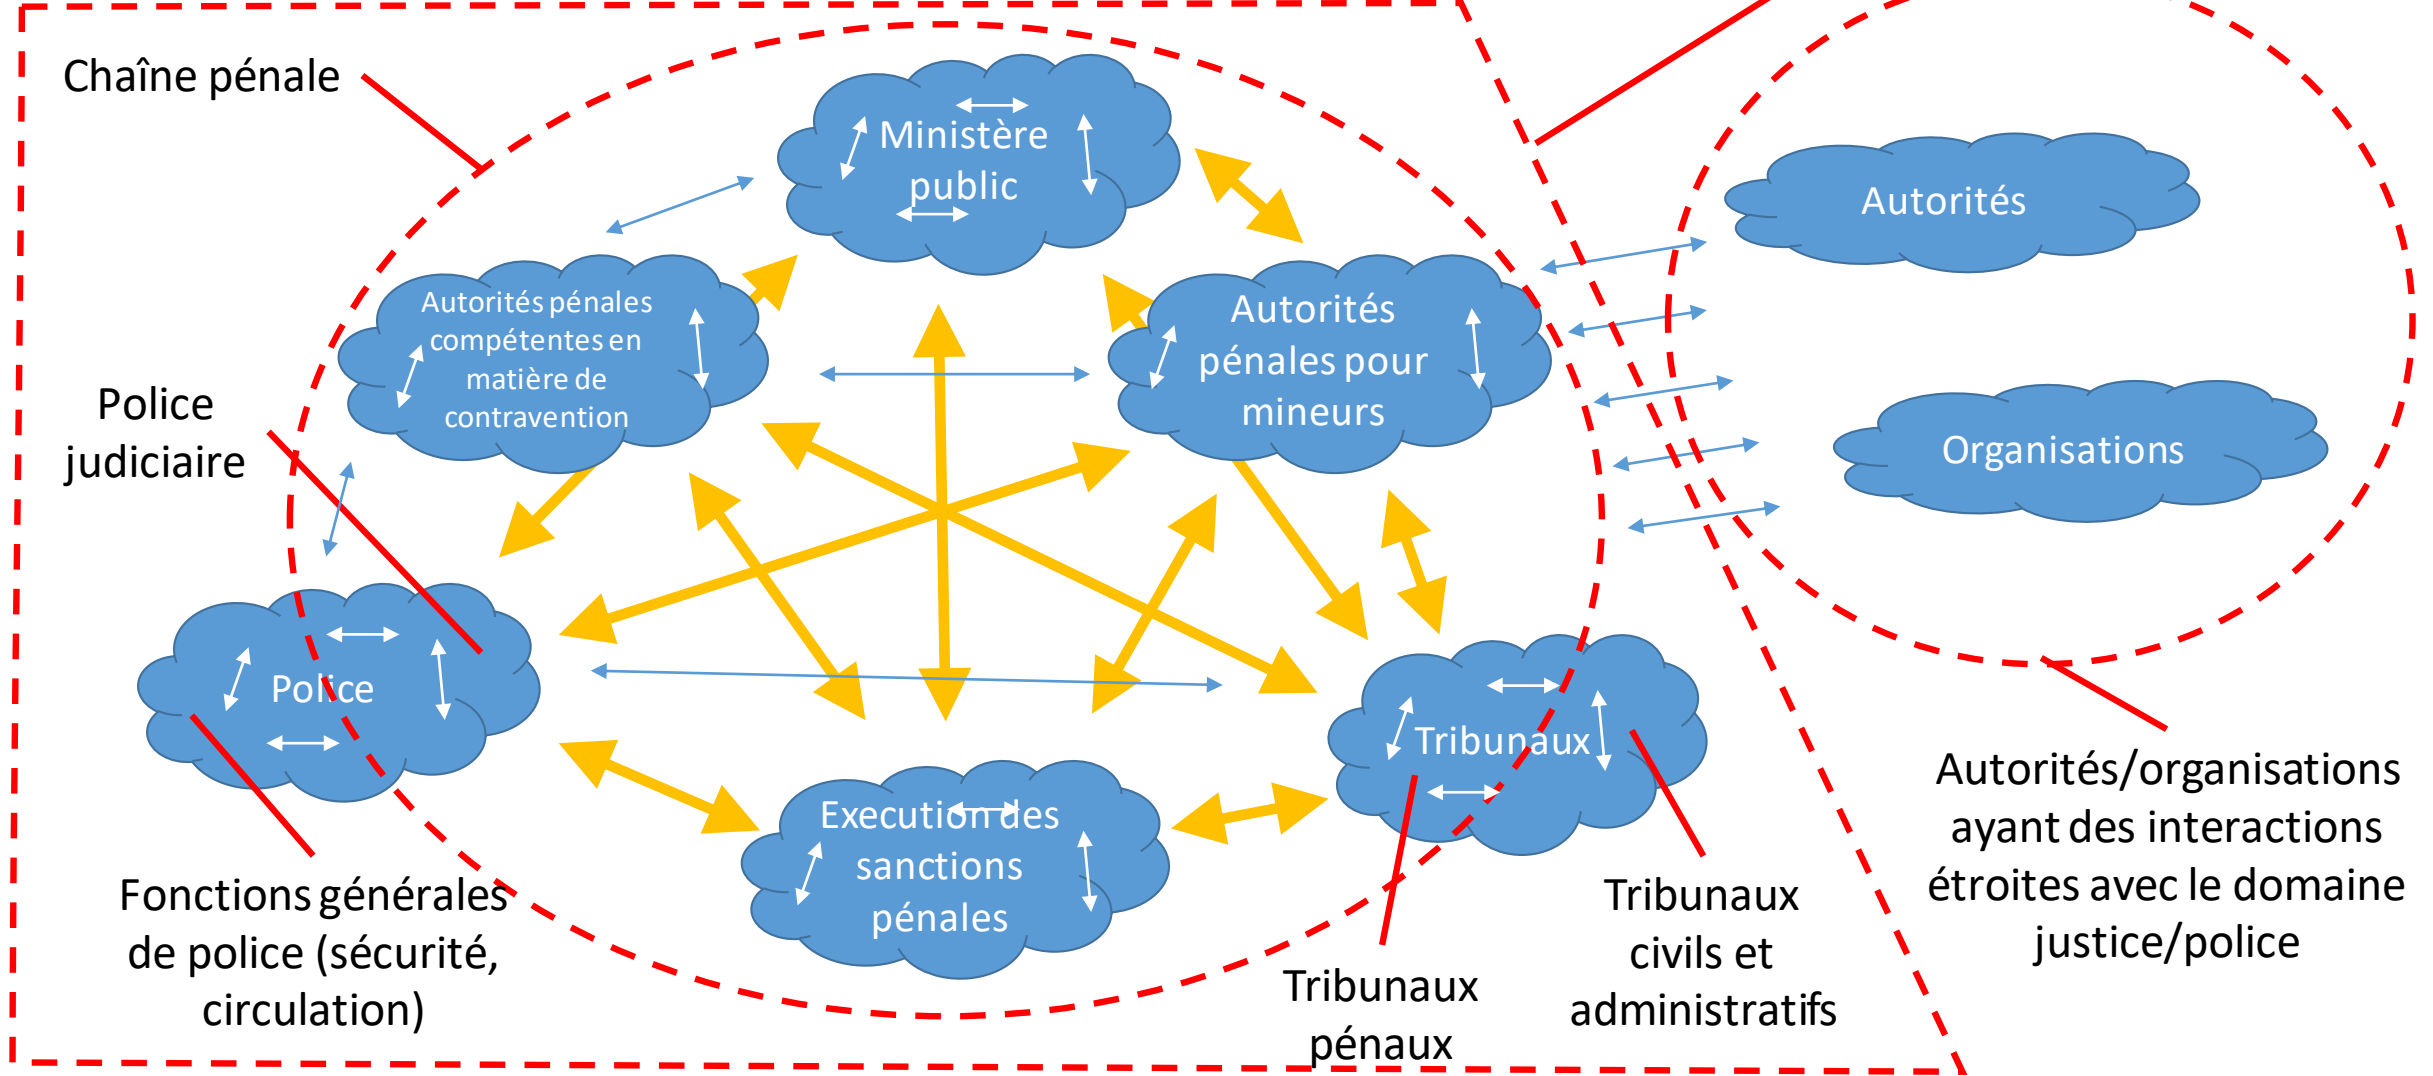 Chaîne pénale
Ministère
public
Autorités
Autorités pénales
compétentes en
matière de
contravention
Autorités
pénales pour
mineurs
Police
judiciaire
Organisations
Police
Tribunaux
Execution des
sanctions
pénales
Autorités/organisations
ayant des interactions
étroites avec le domaine
justice/police
Fonctions générales
de police (sécurité,
circulation)
Tribunaux
pénaux
Tribunaux
civils et
administratifs